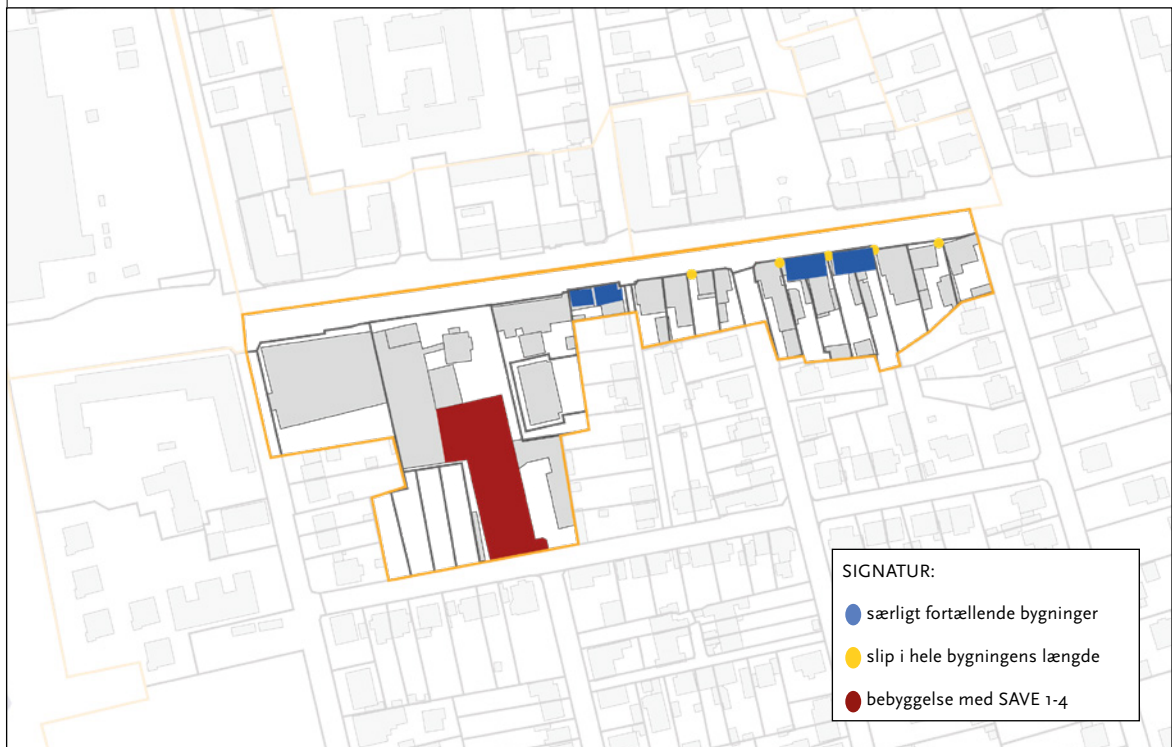 SIGNATUR:
særligt fortællende bygninger
slip i hele bygningens længde
bebyggelse med SAVE 1-4